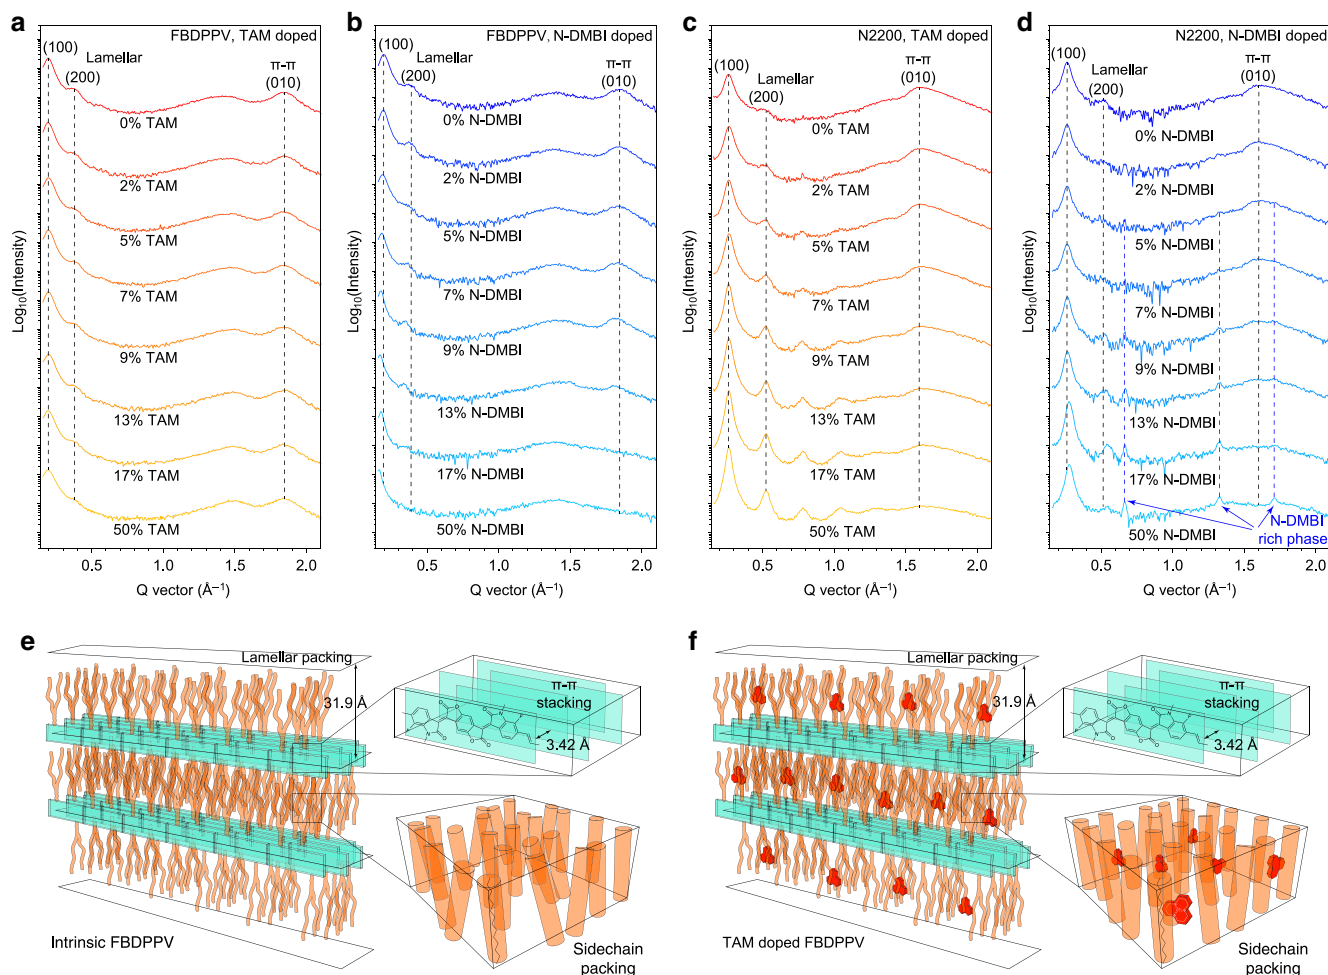 a
FBDPPV, TAM doped
(100)
Lamellar
(200)
π-π
(010)
0% TAM
2% TAM
5% TAM
7% TAM
9% TAM
13% TAM
17% TAM
50% TAM
Log₁₀(Intensity)
0.5
1.0
1.5
2.0
Q vector (Å⁻¹)
b
FBDPPV, N-DMBI doped
(100)
Lamellar
(200)
π-π
(010)
0% N-DMBI
2% N-DMBI
5% N-DMBI
7% N-DMBI
9% N-DMBI
13% N-DMBI
17% N-DMBI
50% N-DMBI
Log₁₀(Intensity)
0.5
1.0
1.5
2.0
Q vector (Å⁻¹)
c
N2200, TAM doped
(100)
Lamellar
(200)
π-π
(010)
0% TAM
2% TAM
5% TAM
7% TAM
9% TAM
13% TAM
17% TAM
50% TAM
Log₁₀(Intensity)
0.5
1.0
1.5
2.0
Q vector (Å⁻¹)
d
N2200, N-DMBI doped
(100)
Lamellar
(200)
π-π
(010)
0% N-DMBI
2% N-DMBI
5% N-DMBI
7% N-DMBI
9% N-DMBI
13% N-DMBI
17% N-DMBI
50% N-DMBI
N-DMBI
rich phase
Log₁₀(Intensity)
0.5
1.0
1.5
2.0
Q vector (Å⁻¹)
e
Lamellar packing
31.9 Å
π-π
stacking
3.42 Å
Intrinsic FBDPPV
Sidechain
packing
f
Lamellar packing
31.9 Å
π-π
stacking
3.42 Å
TAM doped FBDPPV
Sidechain
packing